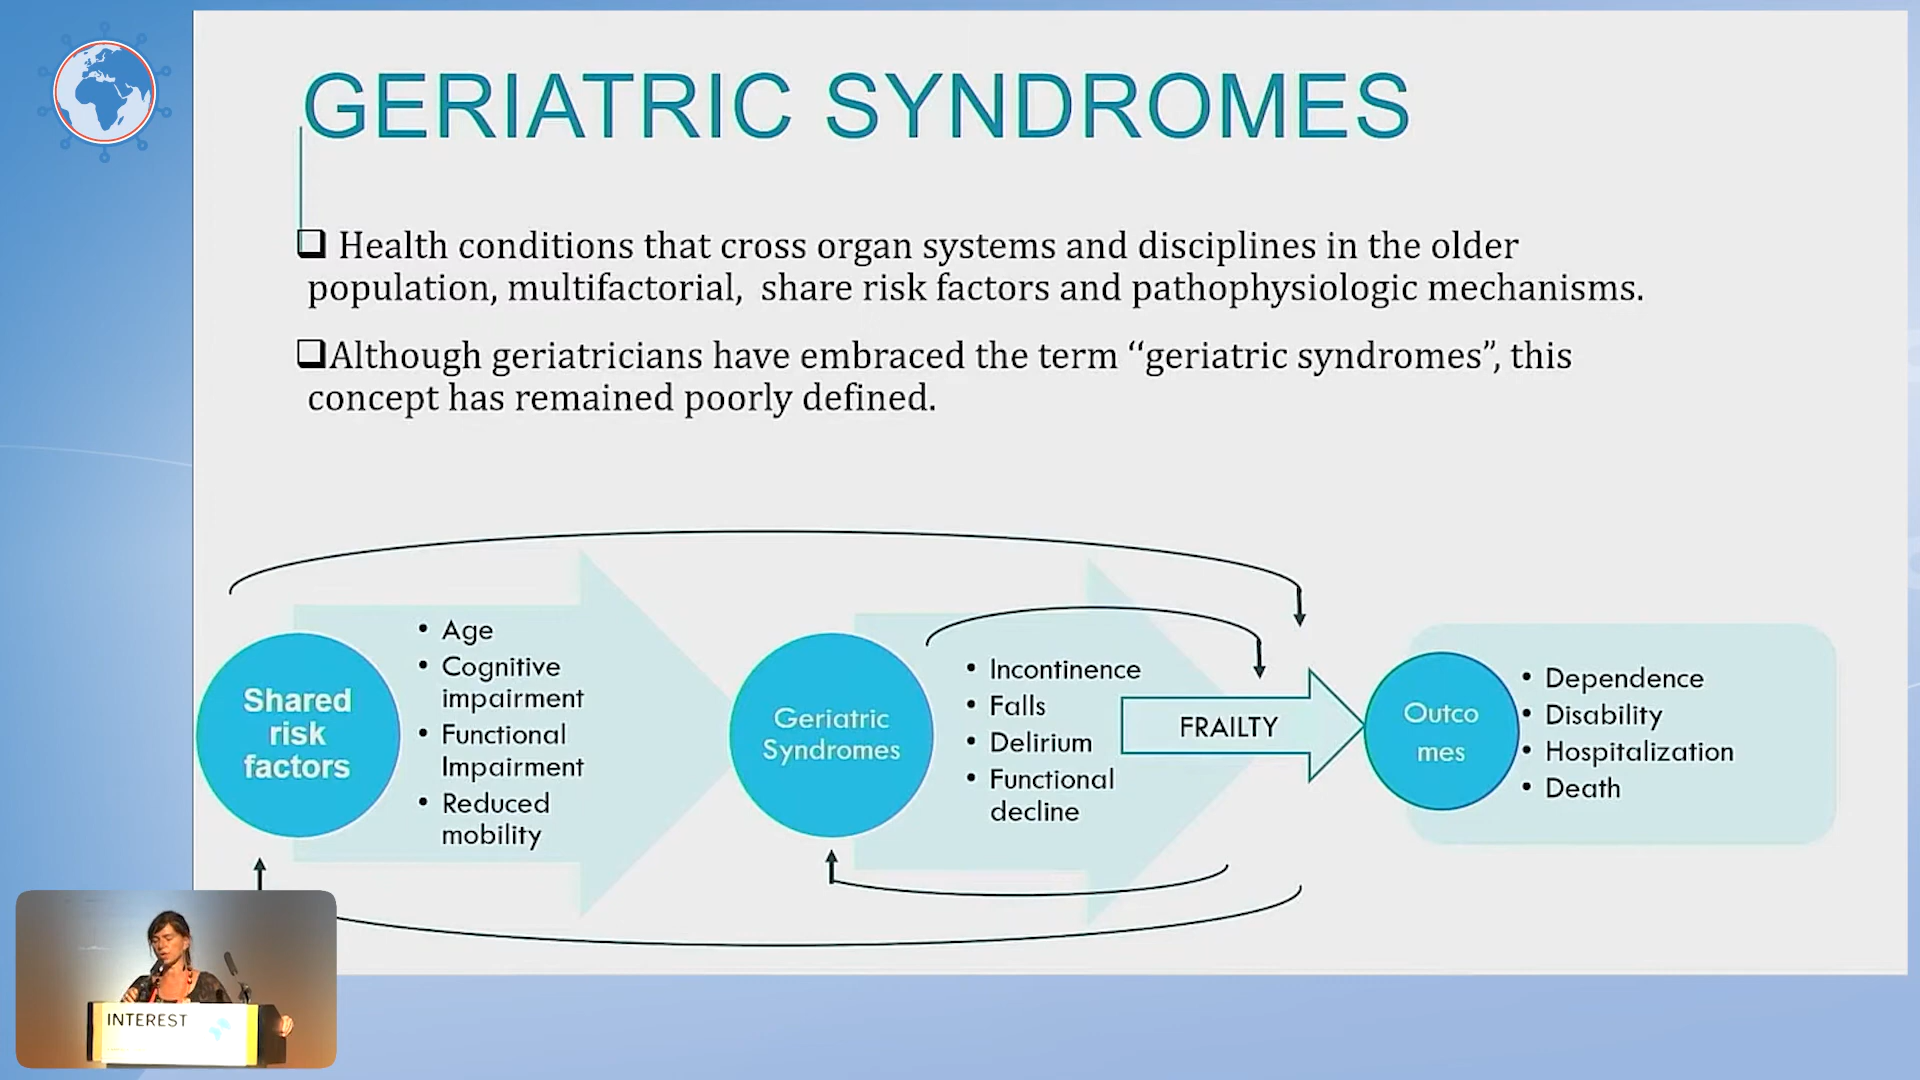 GERIATRIC SYNDROMES
Health conditions that cross organ systems and disciplines in the older
population, multifactorial, share risk factors and pathophysiologic mechanisms.
Although geriatricians have embraced the term ‘‘geriatric syndromes”, this
concept has remained poorly defined.
Shared
risk
factors
• Age
• Cognitive
impairment
• Functional
Impairment
• Reduced
mobility
Geriatric
Syndromes
• Incontinence
• Falls
• Delirium
• Functional
decline
FRAILTY
Outco
mes
• Dependence
• Disability
• Hospitalization
• Death
INTEREST